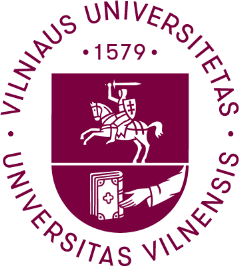 VILNIAUS UNIVERSITETAS
· 1579 ·
UNIVERSITAS VILNENSIS